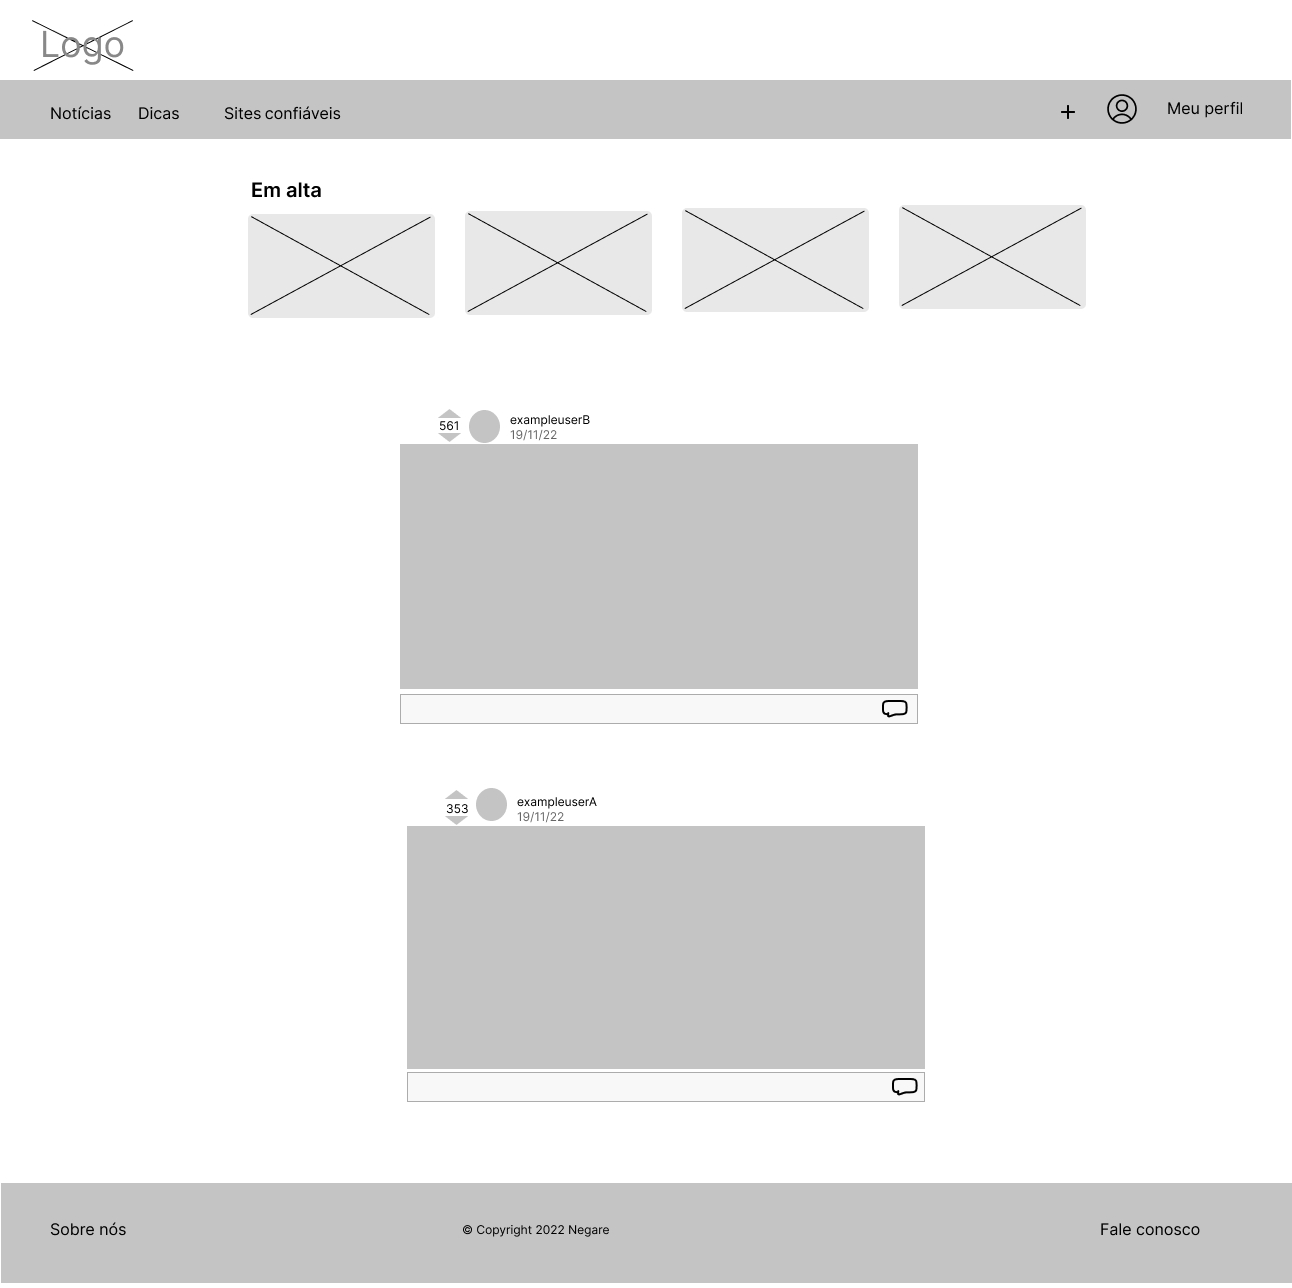 Logo
Notícias Dicas Sites confiáveis + Meu perfil
Em alta
561
exampleuserB
19/11/22
353
exampleuserA
19/11/22
Sobre nós © Copyright 2022 Negare Fale conosco